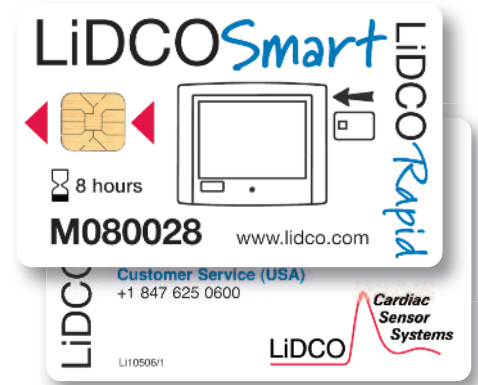 LiDCOSmart
LiDCO Rapid
8 hours
M080028
www.lidco.com
LiDCO
Customer Service (USA)
+1 847 625 0600
Cardiac
Sensor
Systems
LiDCO
Li10506/1